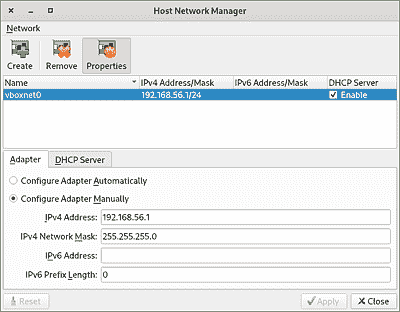 Host Network Manager
Network
Create Remove Properties
Name IPv4 Address/Mask IPv6 Address/Mask DHCP Server
vboxnet0 192.168.56.1/24 Enable
Adapter DHCP Server
Configure Adapter Automatically
Configure Adapter Manually
IPv4 Address: 192.168.56.1
IPv4 Network Mask: 255.255.255.0
IPv6 Address:
IPv6 Prefix Length: 0
Reset Apply Close